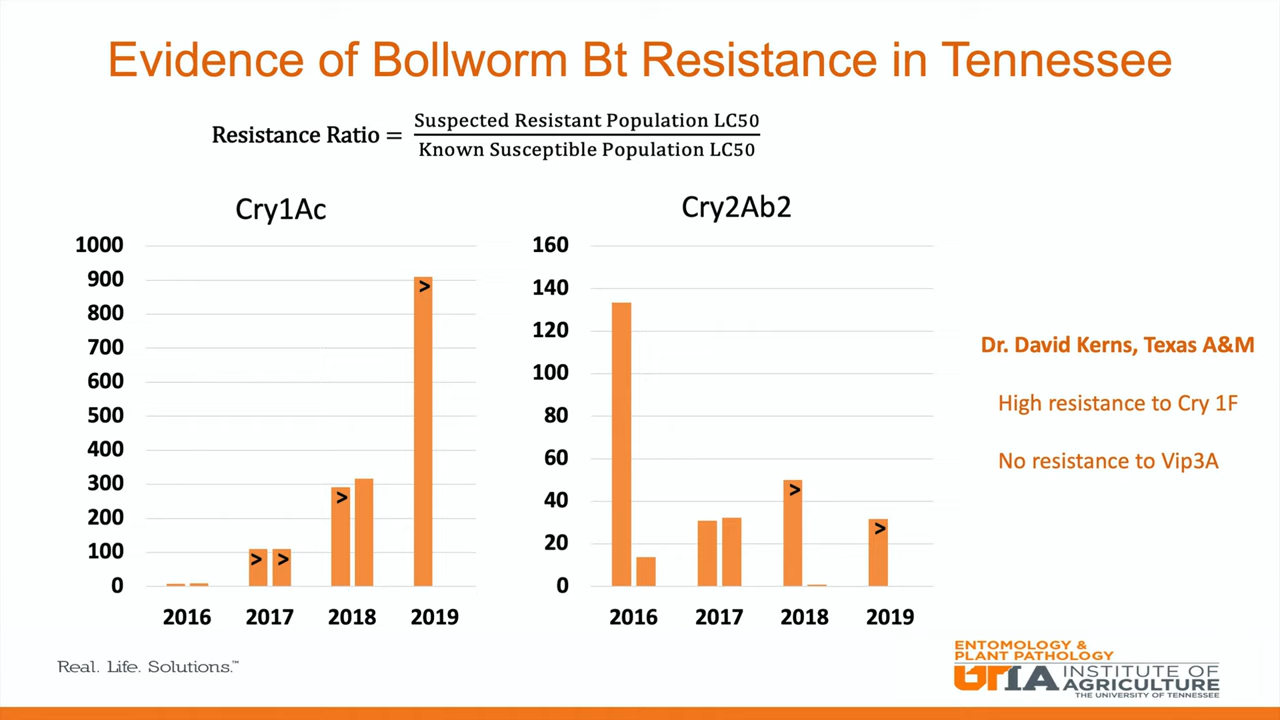 Evidence of Bollworm Bt Resistance in Tennessee
Resistance Ratio = Suspected Resistant Population LC50
Known Susceptible Population LC50
Cry1Ac
1000
900
800
700
600
500
400
300
200
100
0
>
>
>
>
2016
2017
2018
2019
Cry2Ab2
160
140
120
100
80
60
40
20
0
>
>
2016
2017
2018
2019
Dr. David Kerns, Texas A&M
High resistance to Cry 1F
No resistance to Vip3A
Real. Life. Solutions.™
ENTOMOLOGY &
PLANT PATHOLOGY
UTIA INSTITUTE OF
AGRICULTURE
THE UNIVERSITY OF TENNESSEE